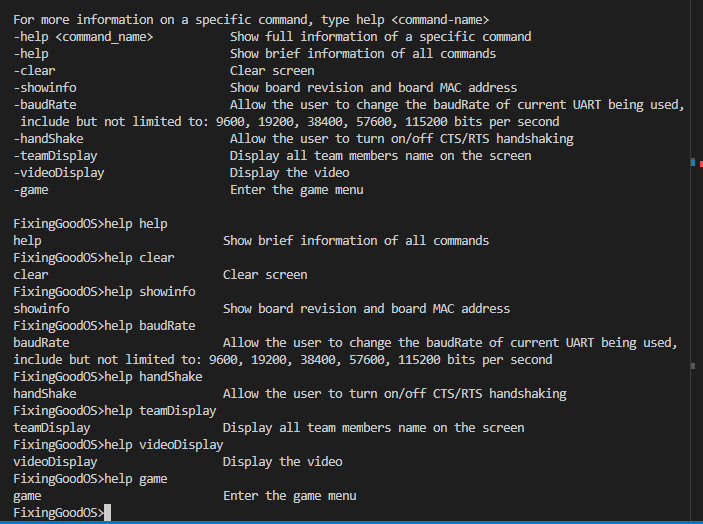 For more information on a specific command, type help <command-name>
-help <command_name> Show full information of a specific command
-help Show brief information of all commands
-clear Clear screen
-showinfo Show board revision and board MAC address
-baudRate Allow the user to change the baudRate of current UART being used,
include but not limited to: 9600, 19200, 38400, 57600, 115200 bits per second
-handShake Allow the user to turn on/off CTS/RTS handshaking
-teamDisplay Display all team members name on the screen
-videoDisplay Display the video
-game Enter the game menu
FixingGoodOS>help help
help Show brief information of all commands
FixingGoodOS>help clear
clear Clear screen
FixingGoodOS>help showinfo
showinfo Show board revision and board MAC address
FixingGoodOS>help baudRate
baudRate Allow the user to change the baudRate of current UART being used,
include but not limited to: 9600, 19200, 38400, 57600, 115200 bits per second
FixingGoodOS>help handShake
handShake Allow the user to turn on/off CTS/RTS handshaking
FixingGoodOS>help teamDisplay
teamDisplay Display all team members name on the screen
FixingGoodOS>help videoDisplay
videoDisplay Display the video
FixingGoodOS>help game
game Enter the game menu
FixingGoodOS>